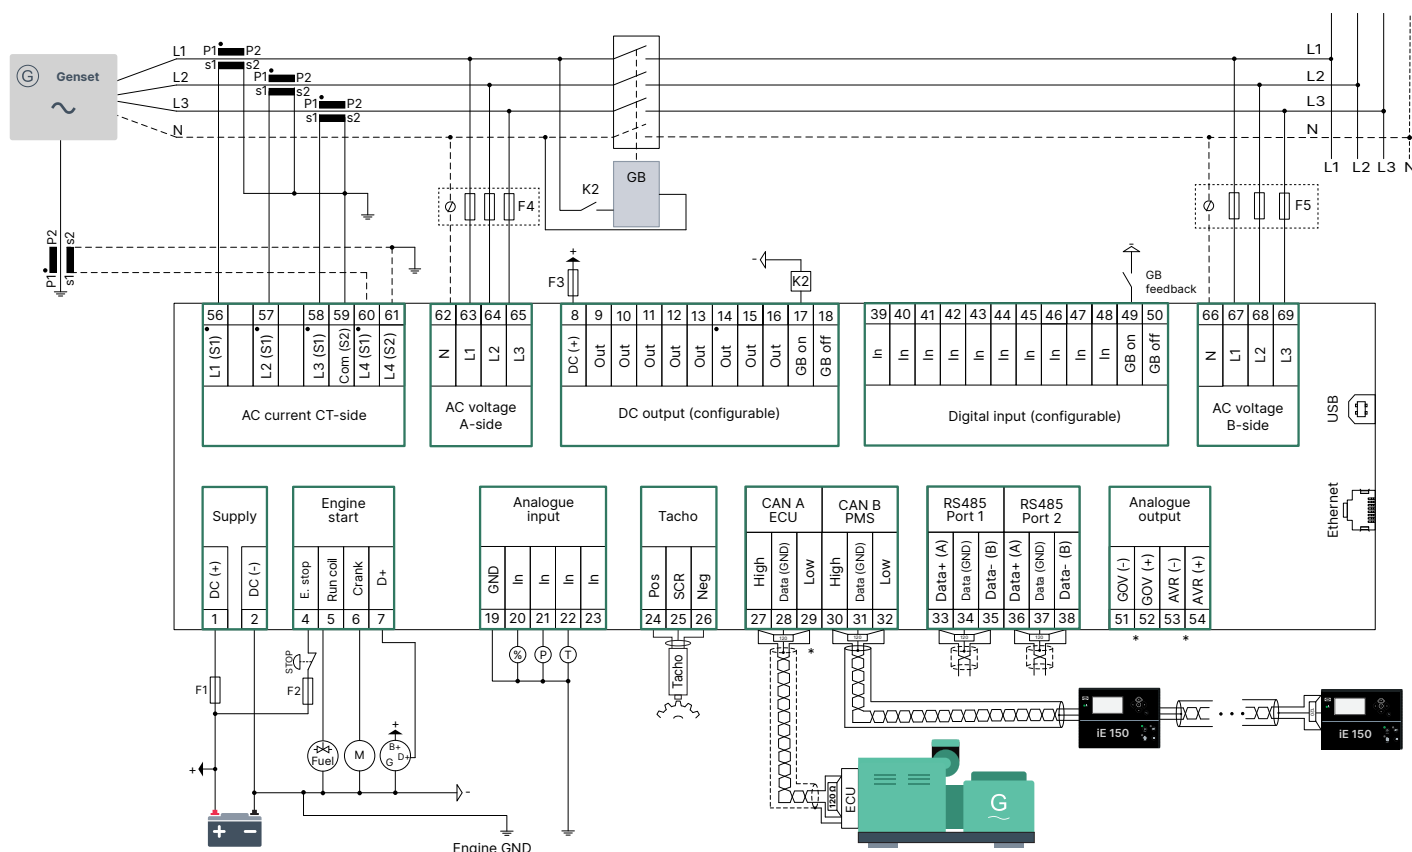 G Genset
L1 P1 P2
s1 s2
L2 P1 P2
s1 s2
L3 P1 P2
s1 s2
N
L1
L2
L3
N
L1 L2 L3 N
GB
K2
F4
F5
P2 s2
P1 s1
F3
+
-
K2
-
GB
feedback
56 57 58 59 60 61
L1 (S1) L2 (S1) L3 (S1) Com (S2) L4 (S1) L4 (S2)
AC current CT-side
62 63 64 65
N L1 L2 L3
AC voltage
A-side
8 9 10 11 12 13 14 15 16 17 18
DC (+) Out Out Out Out Out Out Out Out GB on GB off
DC output (configurable)
39 40 41 42 43 44 45 46 47 48 49 50
In In In In In In In In In In GB on GB off
Digital input (configurable)
66 67 68 69
N L1 L2 L3
AC voltage
B-side
USB
Ethernet
Supply
DC (+) DC (-)
1 2
Engine
start
E. stop Run coil Crank D+
4 5 6 7
Analogue
input
GND In In In In
19 20 21 22 23
Tacho
Pos SCR Neg
24 25 26
CAN A
ECU
High Data (GND) Low
27 28 29
CAN B
PMS
High Data (GND) Low
30 31 32
RS485
Port 1
Data+ (A) Data (GND) Data- (B)
33 34 35
RS485
Port 2
Data+ (A) Data (GND) Data- (B)
36 37 38
Analogue
output
GOV (-) GOV (+) AVR (-) AVR (+)
51 52 53 54
* *
*
120 120 120 120
STOP
F1
F2
% P T
Tacho
Fuel
M
+
B+
D+
G
+
-
+ −
Engine GND
120 Ω
ECU
G
iE 150
iE 150